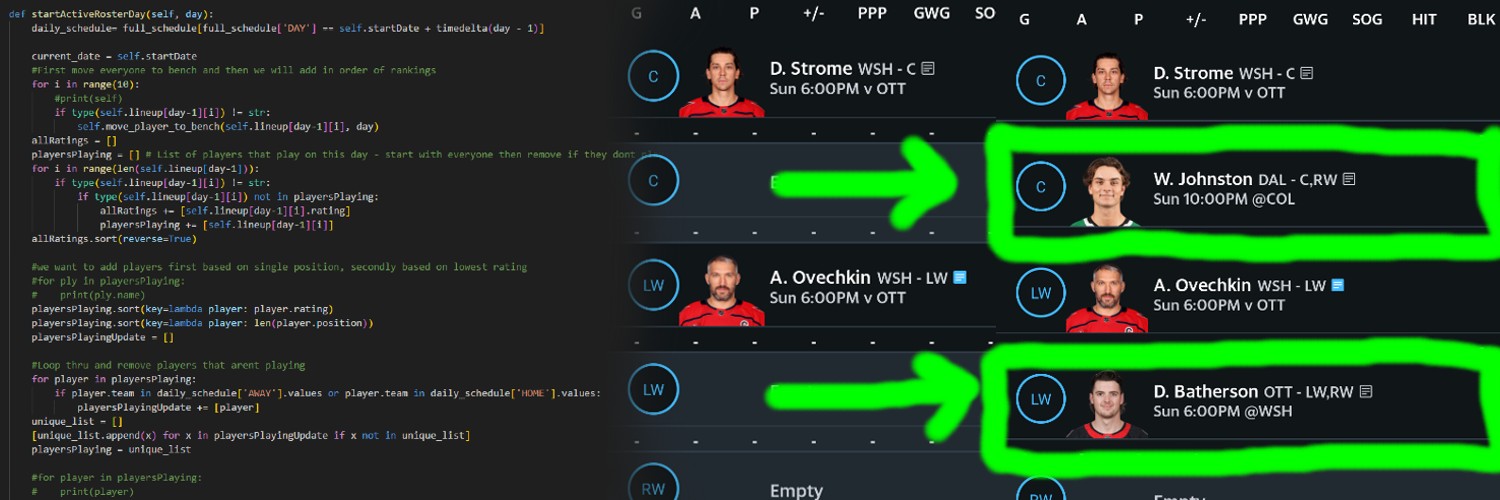 def startActiveRosterDay(self, day):
daily_schedule= full_schedule[full_schedule['DAY'] == self.startDate + timedelta(day - 1)]
current_date = self.startDate
#First move everyone to bench and then we will add in order of rankings
for i in range(10):
#print(self)
if type(self.lineup[day-1][i]) != str:
self.move_player_to_bench(self.lineup[day-1][i], day)
allRatings = []
playersPlaying = [] # List of players that play on this day - start with everyone then remove if they dont
for i in range(len(self.lineup[day-1])):
if type(self.lineup[day-1][i]) != str:
if type(self.lineup[day-1][i]) not in playersPlaying:
allRatings += [self.lineup[day-1][i].rating]
playersPlaying += [self.lineup[day-1][i]]
allRatings.sort(reverse=True)
#we want to add players first based on single position, secondly based on lowest rating
#for ply in playersPlaying:
#    print(ply.name)
playersPlaying.sort(key=lambda player: player.rating)
playersPlaying.sort(key=lambda player: len(player.position))
playersPlayingUpdate = []
#Loop thru and remove players that arent playing
for player in playersPlaying:
if player.team in daily_schedule['AWAY'].values or player.team in daily_schedule['HOME'].values:
playersPlayingUpdate += [player]
unique_list = []
[unique_list.append(x) for x in playersPlayingUpdate if x not in unique_list]
playersPlaying = unique_list
#for player in playersPlaying:
#    print(player)
G A P +/- PPP GWG SO
C D. Strome WSH - C
Sun 6:00PM v OTT
- - - - - -
C
- - - - - -
LW A. Ovechkin WSH - LW
Sun 6:00PM v OTT
- - - - - -
LW
- - - - - -
RW Empty
G A P +/- PPP GWG SOG HIT BLK
C D. Strome WSH - C
Sun 6:00PM v OTT
C W. Johnston DAL - C,RW
Sun 10:00PM @COL
LW A. Ovechkin WSH - LW
Sun 6:00PM v OTT
LW D. Batherson OTT - LW,RW
Sun 6:00PM @WSH
RW Empty